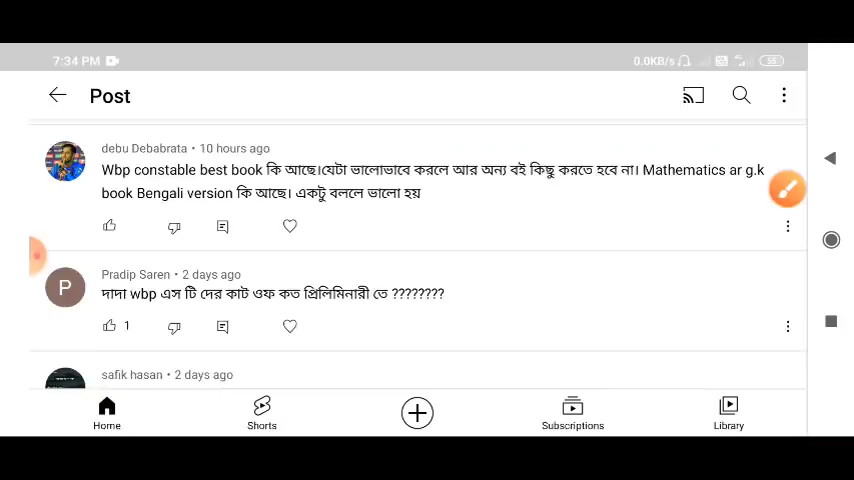 7:34 PM 0.0KB/s 55
Post
debu Debabrata • 10 hours ago
Wbp constable best book কি আছে।যেটা ভালোভাবে করলে আর অন্য বই কিছু করতে হবে না। Mathematics ar g.k
book Bengali version কি আছে। একটু বললে ভালো হয়
P
Pradip Saren • 2 days ago
দাদা wbp এস টি দের কাট ওফ কত প্রিলিমিনারী তে ????????
1
safik hasan • 2 days ago
Home Shorts Subscriptions Library